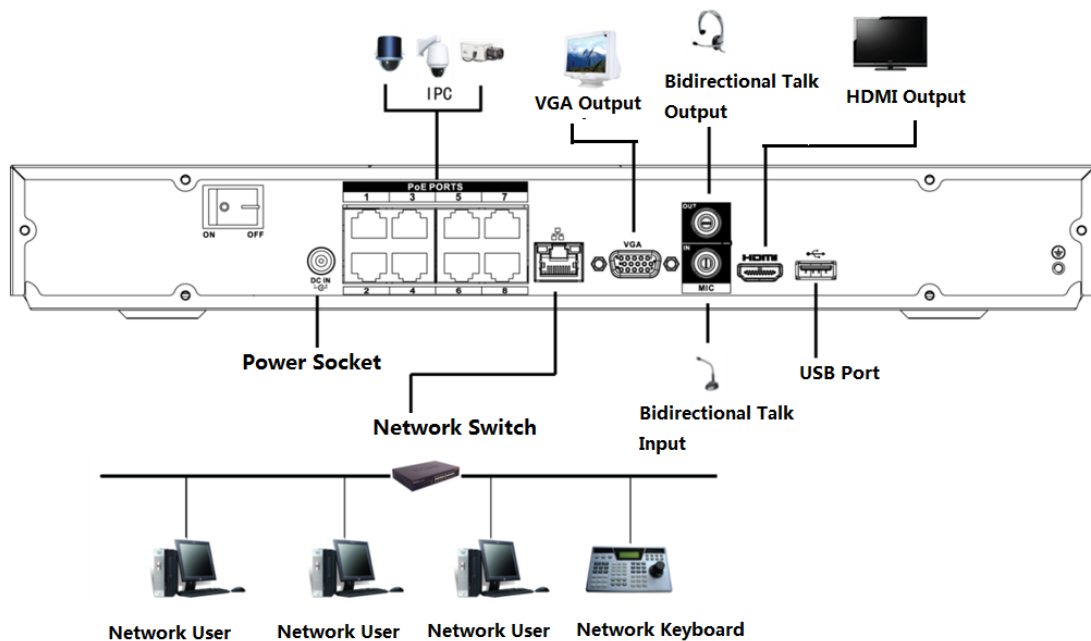 IPC
VGA Output
Bidirectional Talk
Output
HDMI Output
PoE PORTS
1 3 5 7
ON OFF
DC IN
2 4 6 8
VGA
OUT
IN
MIC
HDMI
Power Socket
Network Switch
Bidirectional Talk
Input
USB Port
Network User
Network User
Network User
Network Keyboard